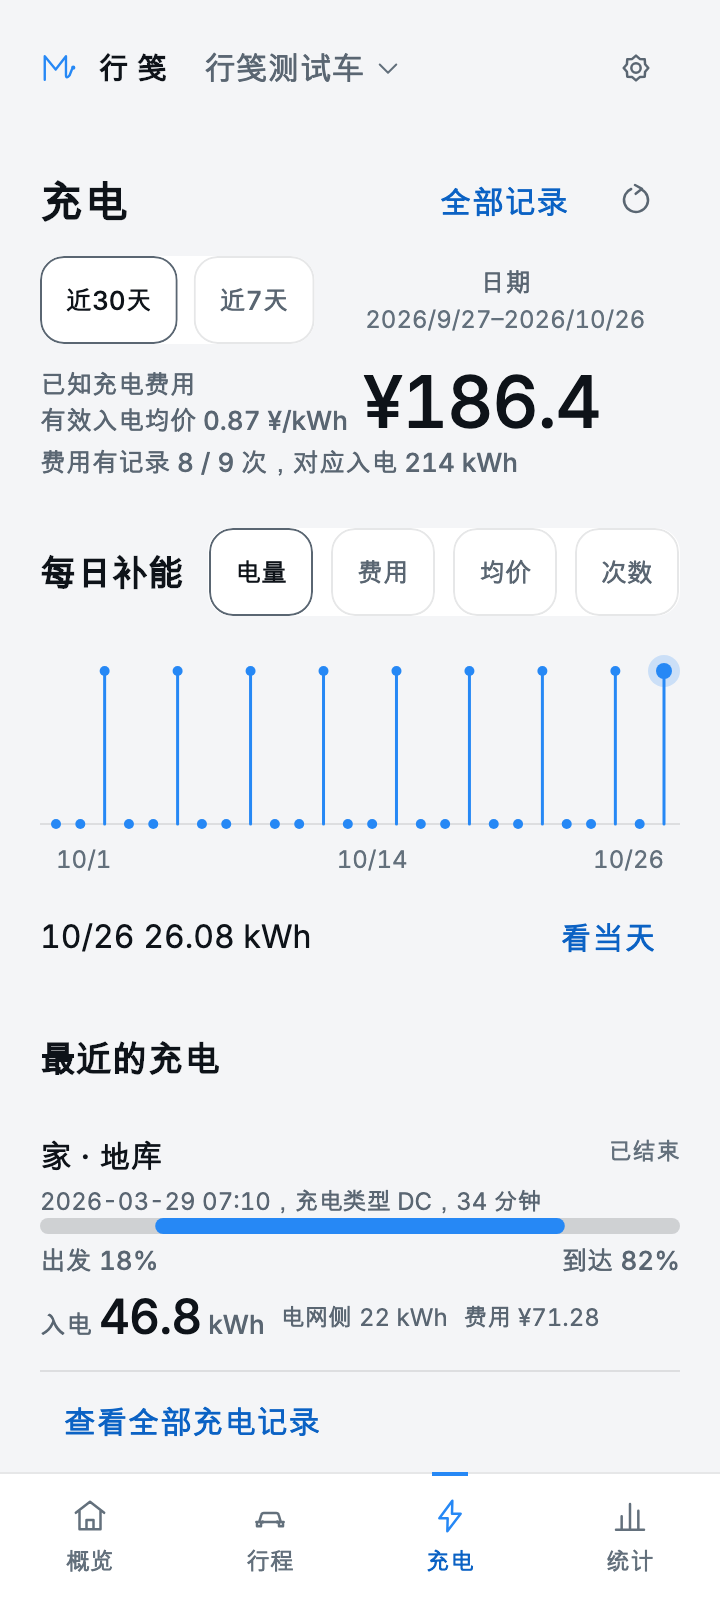 行笺 行笺测试车
充电 全部记录
近30天 近7天 日期
2026/9/27–2026/10/26
已知充电费用
有效入电均价 0.87 ¥/kWh ¥186.4
费用有记录 8 / 9 次，对应入电 214 kWh
每日补能 电量 费用 均价 次数
10/1 10/14 10/26
10/26 26.08 kWh 看当天
最近的充电
家 · 地库 已结束
2026-03-29 07:10，充电类型 DC，34 分钟
出发 18% 到达 82%
入电 46.8 kWh 电网侧 22 kWh 费用 ¥71.28
查看全部充电记录
概览 行程 充电 统计